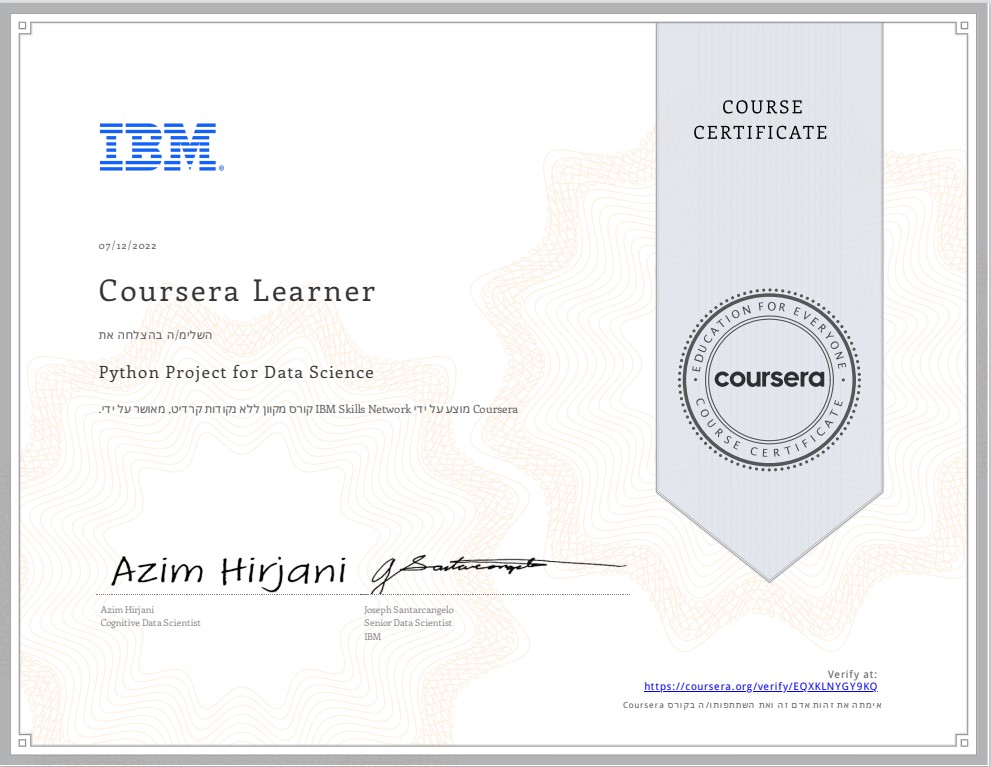 COURSE
CERTIFICATE
IBM®
07/12/2022
Coursera Learner
השלימ/ה בהצלחה את
Python Project for Data Science
קורס מקוון ללא נקודות קרדיט, מאושר על ידי IBM Skills Network מוצע על ידי Coursera.
EDUCATION FOR EVERYONE
coursera
COURSE CERTIFICATE
Azim Hirjani
J Santarcangelo
Azim Hirjani
Cognitive Data Scientist
Joseph Santarcangelo
Senior Data Scientist
IBM
Verify at:
https://coursera.org/verify/EQXKLNYGY9KQ
אימתה את זהות אדם זה ואת השתתפותו/ה בקורס Coursera